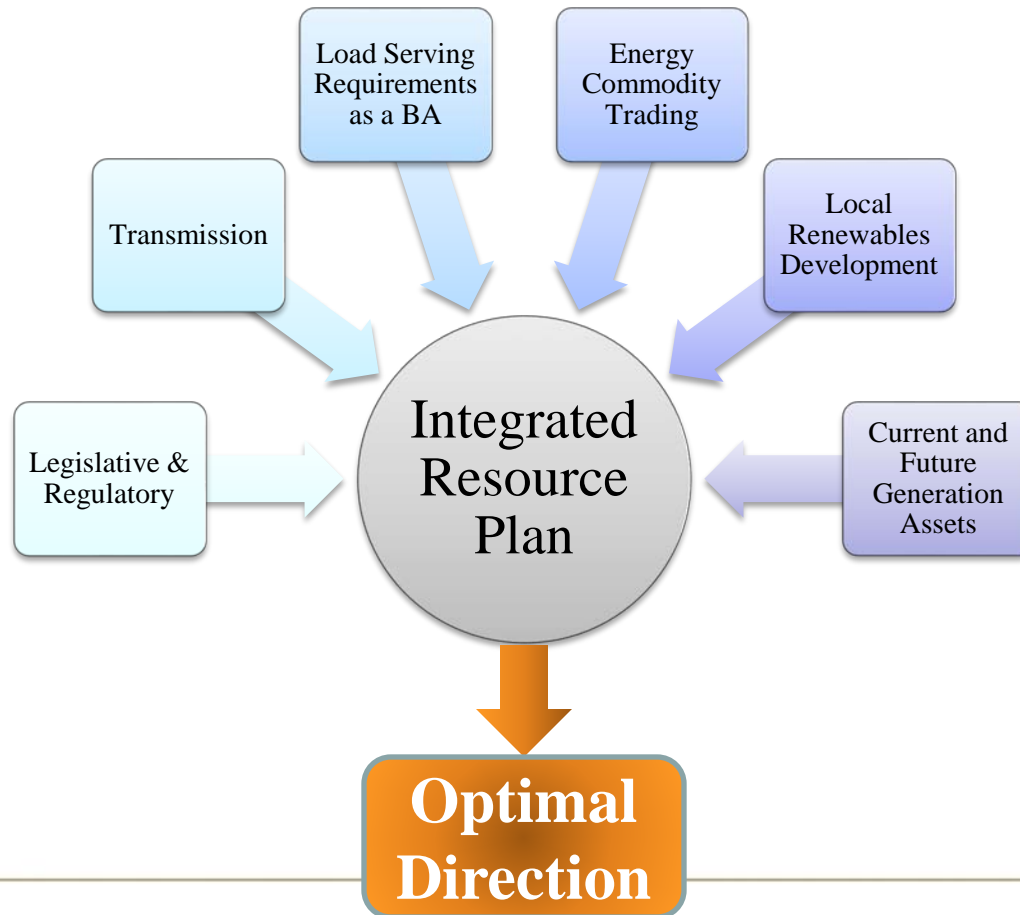 Load Serving
Requirements
as a BA
Energy
Commodity
Trading
Transmission
Local
Renewables
Development
Legislative &
Regulatory
Integrated
Resource
Plan
Current and
Future
Generation
Assets
Optimal
Direction